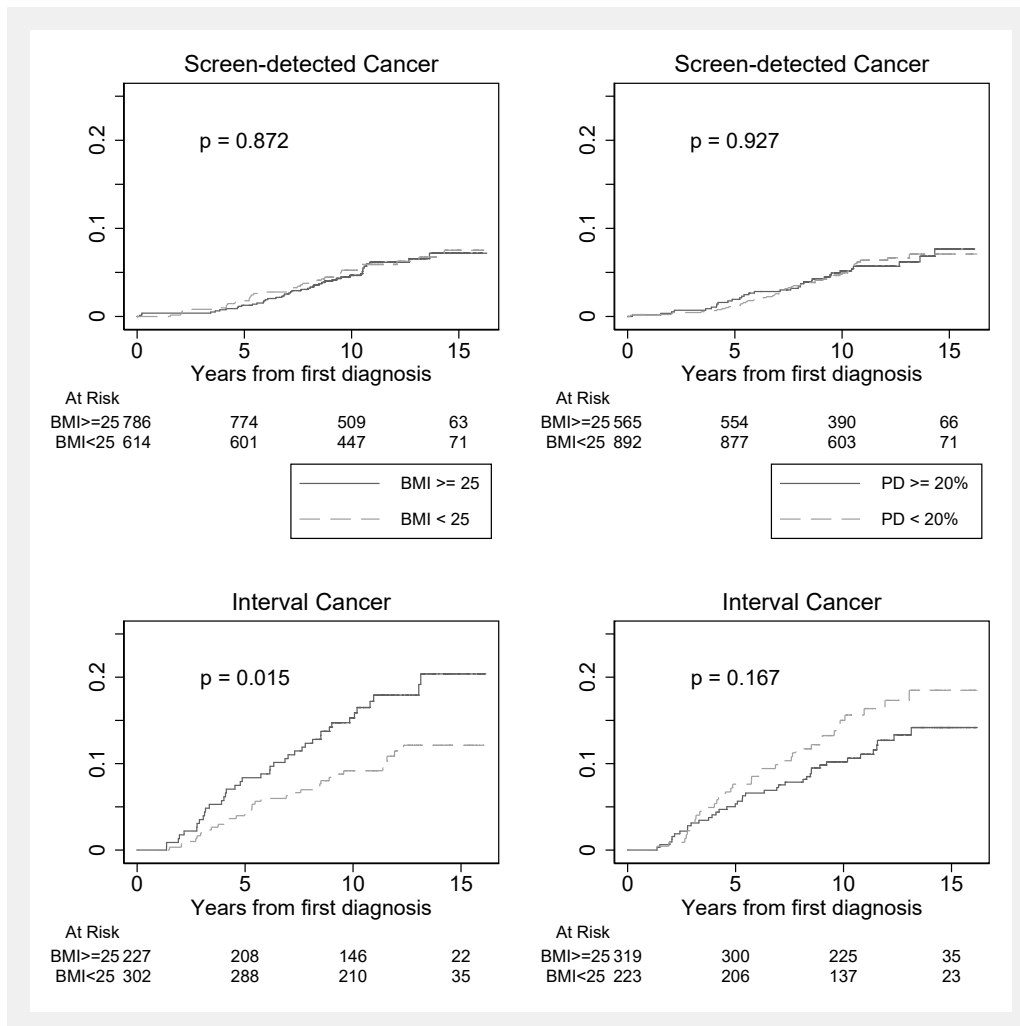 Screen-detected Cancer
p = 0.872
0.2
0.1
0
0 5 10 15
Years from first diagnosis
At Risk
BMI>=25 786 774 509 63
BMI<25 614 601 447 71
BMI >= 25
BMI < 25
Screen-detected Cancer
p = 0.927
0.2
0.1
0
0 5 10 15
Years from first diagnosis
At Risk
BMI>=25 565 554 390 66
BMI<25 892 877 603 71
PD >= 20%
PD < 20%
Interval Cancer
p = 0.015
0.2
0.1
0
0 5 10 15
Years from first diagnosis
At Risk
BMI>=25 227 208 146 22
BMI<25 302 288 210 35
Interval Cancer
p = 0.167
0.2
0.1
0
0 5 10 15
Years from first diagnosis
At Risk
BMI>=25 319 300 225 35
BMI<25 223 206 137 23